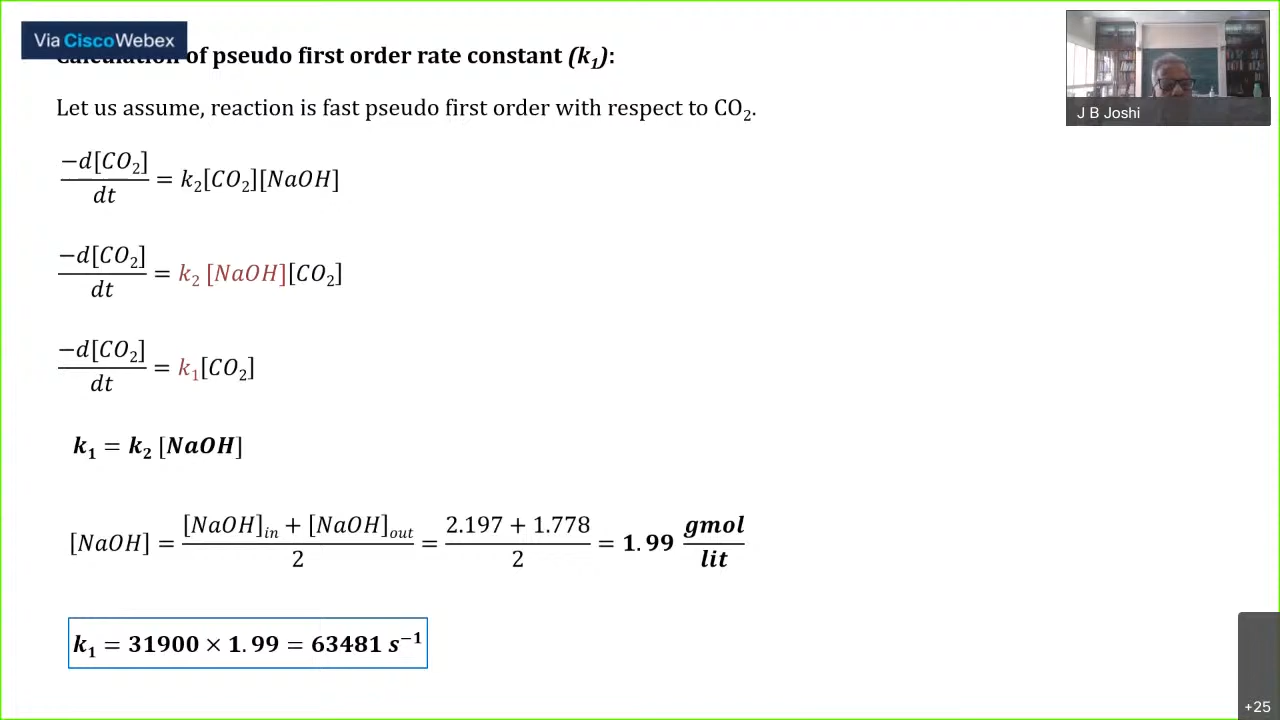 Via CiscoWebex
Calculation of pseudo first order rate constant (k₁):
J B Joshi
Let us assume, reaction is fast pseudo first order with respect to CO₂.
−d[CO₂]/dt = k₂[CO₂][NaOH]
−d[CO₂]/dt = k₂ [NaOH][CO₂]
−d[CO₂]/dt = k₁[CO₂]
k₁ = k₂ [NaOH]
[NaOH] = ([NaOH]ᵢₙ + [NaOH]ₒᵤₜ)/2 = (2.197 + 1.778)/2 = 1.99 gmol/lit
k₁ = 31900 × 1.99 = 63481 s⁻¹
+25